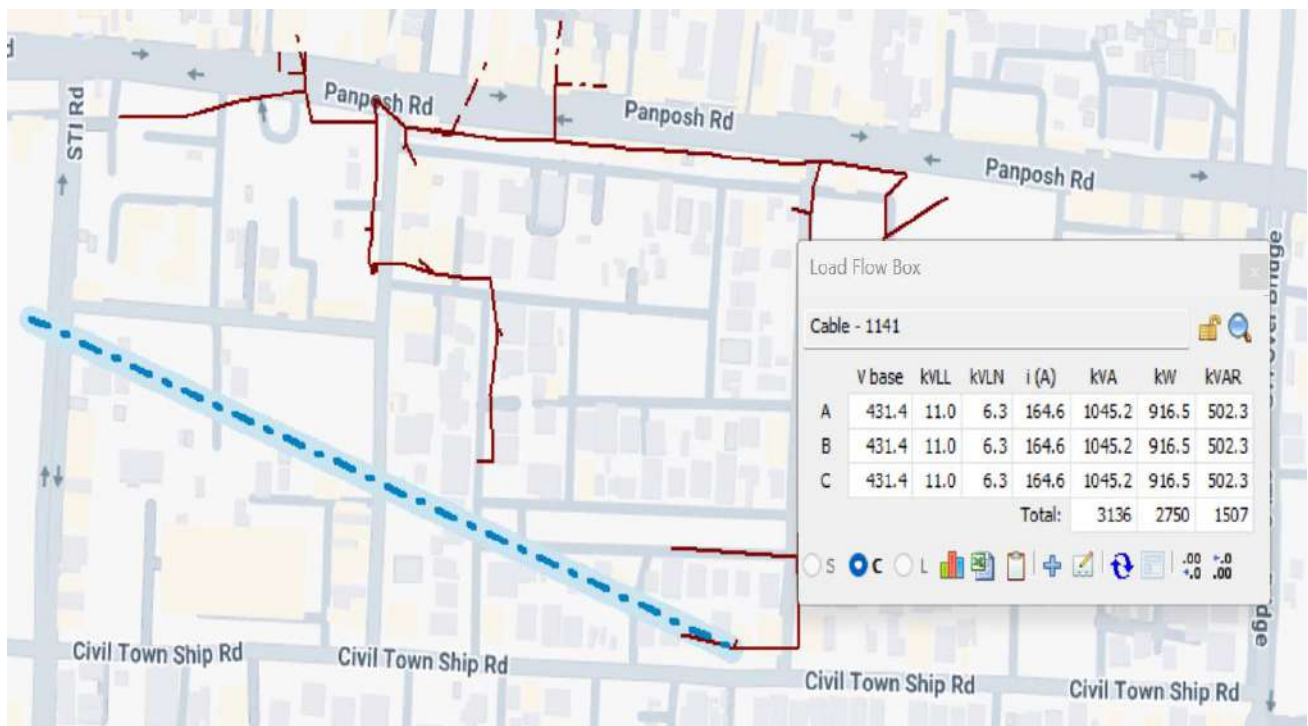 d
STI Rd
Panposh Rd
Panposh Rd
Panposh Rd
Load Flow Box
x
Cable - 1141
V base kVLL kVLN i (A) kVA kW kVAR
A 431.4 11.0 6.3 164.6 1045.2 916.5 502.3
B 431.4 11.0 6.3 164.6 1045.2 916.5 502.3
C 431.4 11.0 6.3 164.6 1045.2 916.5 502.3
Total: 3136 2750 1507
S C L .00 .0 .0 .00
Civil Town Ship Rd
Civil Town Ship Rd
Civil Town Ship Rd
Civil Town Ship Rd